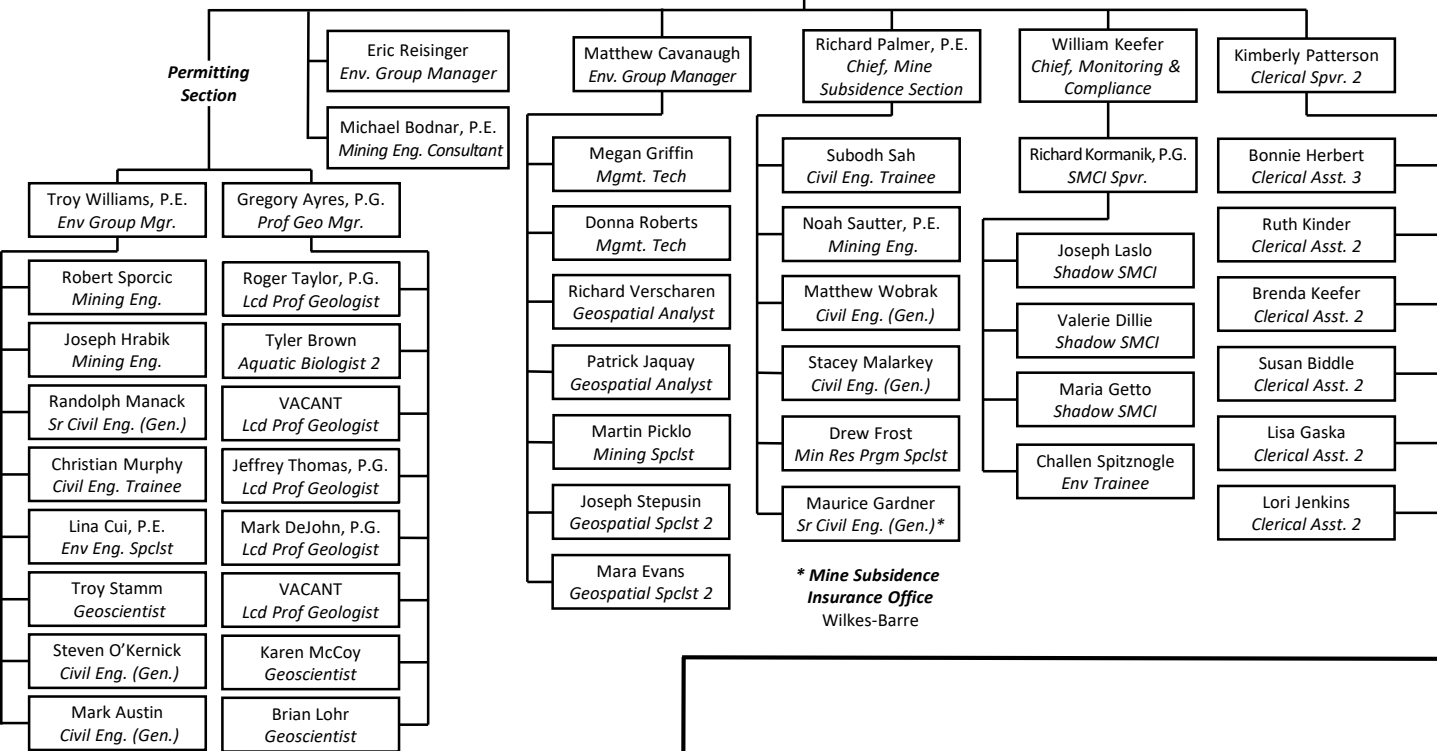 Permitting
Section
Eric Reisinger
Env. Group Manager
Michael Bodnar, P.E.
Mining Eng. Consultant
Matthew Cavanaugh
Env. Group Manager
Richard Palmer, P.E.
Chief, Mine
Subsidence Section
William Keefer
Chief, Monitoring &
Compliance
Kimberly Patterson
Clerical Spvr. 2
Troy Williams, P.E.
Env Group Mgr.
Robert Sporcic
Mining Eng.
Joseph Hrabik
Mining Eng.
Randolph Manack
Sr Civil Eng. (Gen.)
Christian Murphy
Civil Eng. Trainee
Lina Cui, P.E.
Env Eng. Spclst
Troy Stamm
Geoscientist
Steven O’Kernick
Civil Eng. (Gen.)
Mark Austin
Civil Eng. (Gen.)
Gregory Ayres, P.G.
Prof Geo Mgr.
Roger Taylor, P.G.
Lcd Prof Geologist
Tyler Brown
Aquatic Biologist 2
VACANT
Lcd Prof Geologist
Jeffrey Thomas, P.G.
Lcd Prof Geologist
Mark DeJohn, P.G.
Lcd Prof Geologist
VACANT
Lcd Prof Geologist
Karen McCoy
Geoscientist
Brian Lohr
Geoscientist
Megan Griffin
Mgmt. Tech
Donna Roberts
Mgmt. Tech
Richard Verscharen
Geospatial Analyst
Patrick Jaquay
Geospatial Analyst
Martin Picklo
Mining Spclst
Joseph Stepusin
Geospatial Spclst 2
Mara Evans
Geospatial Spclst 2
Subodh Sah
Civil Eng. Trainee
Noah Sautter, P.E.
Mining Eng.
Matthew Wobrak
Civil Eng. (Gen.)
Stacey Malarkey
Civil Eng. (Gen.)
Drew Frost
Min Res Prgm Spclst
Maurice Gardner
Sr Civil Eng. (Gen.)*
* Mine Subsidence
Insurance Office
Wilkes-Barre
Richard Kormanik, P.G.
SMCI Spvr.
Joseph Laslo
Shadow SMCI
Valerie Dillie
Shadow SMCI
Maria Getto
Shadow SMCI
Challen Spitznogle
Env Trainee
Bonnie Herbert
Clerical Asst. 3
Ruth Kinder
Clerical Asst. 2
Brenda Keefer
Clerical Asst. 2
Susan Biddle
Clerical Asst. 2
Lisa Gaska
Clerical Asst. 2
Lori Jenkins
Clerical Asst. 2